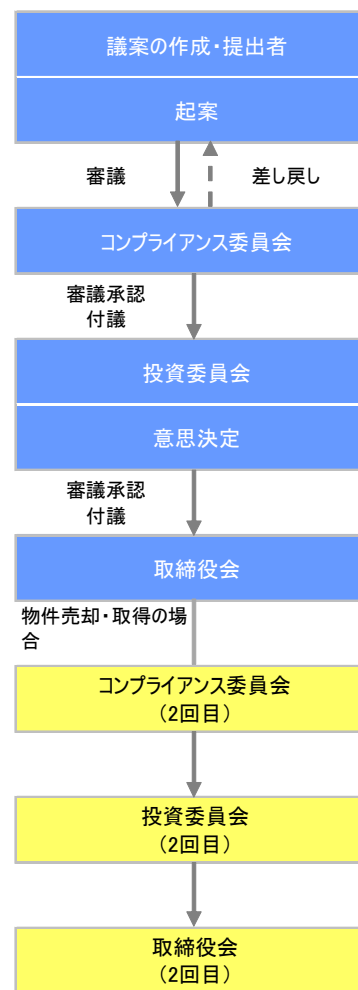 議案の作成・提出者
起案
審議
差し戻し
コンプライアンス委員会
審議承認
付議
投資委員会
意思決定
審議承認
付議
取締役会
物件売却・取得の場
合
コンプライアンス委員会
（2回目）
投資委員会
（2回目）
取締役会
（2回目）